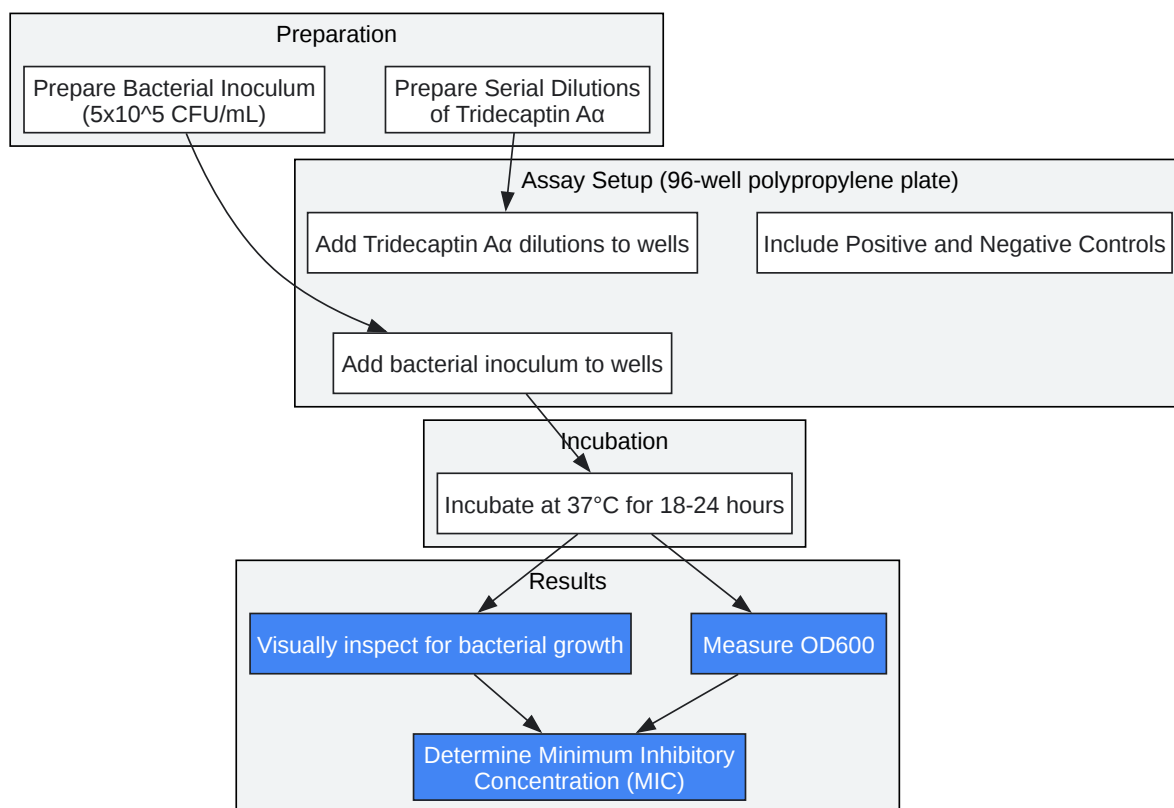 Preparation
Prepare Bacterial Inoculum
(5x10^5 CFU/mL)
Prepare Serial Dilutions
of Tridecaptin Aα
Assay Setup (96-well polypropylene plate)
Add Tridecaptin Aα dilutions to wells
Include Positive and Negative Controls
Add bacterial inoculum to wells
Incubation
Incubate at 37°C for 18-24 hours
Results
Visually inspect for bacterial growth
Measure OD600
Determine Minimum Inhibitory
Concentration (MIC)